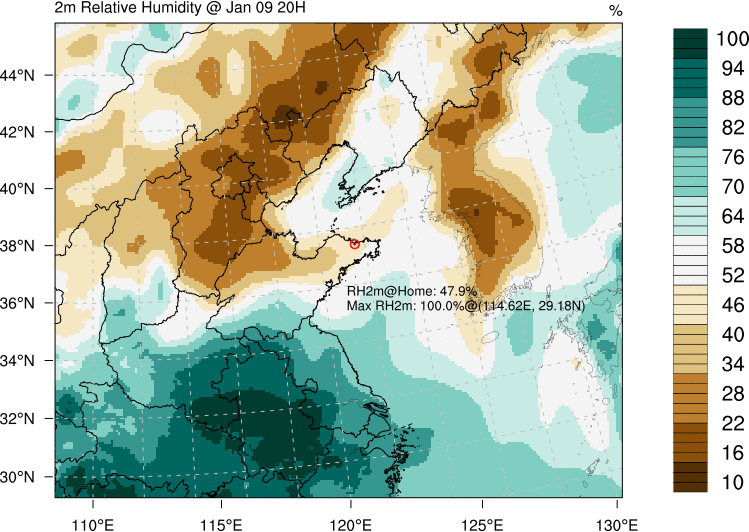 2m Relative Humidity @ Jan 09 20H
%
100
94
88
82
76
70
64
58
52
46
40
34
28
22
16
10
44°N
42°N
40°N
38°N
36°N
34°N
32°N
30°N
RH2m@Home: 47.9%
Max RH2m: 100.0%@(114.62E, 29.18N)
110°E
115°E
120°E
125°E
130°E